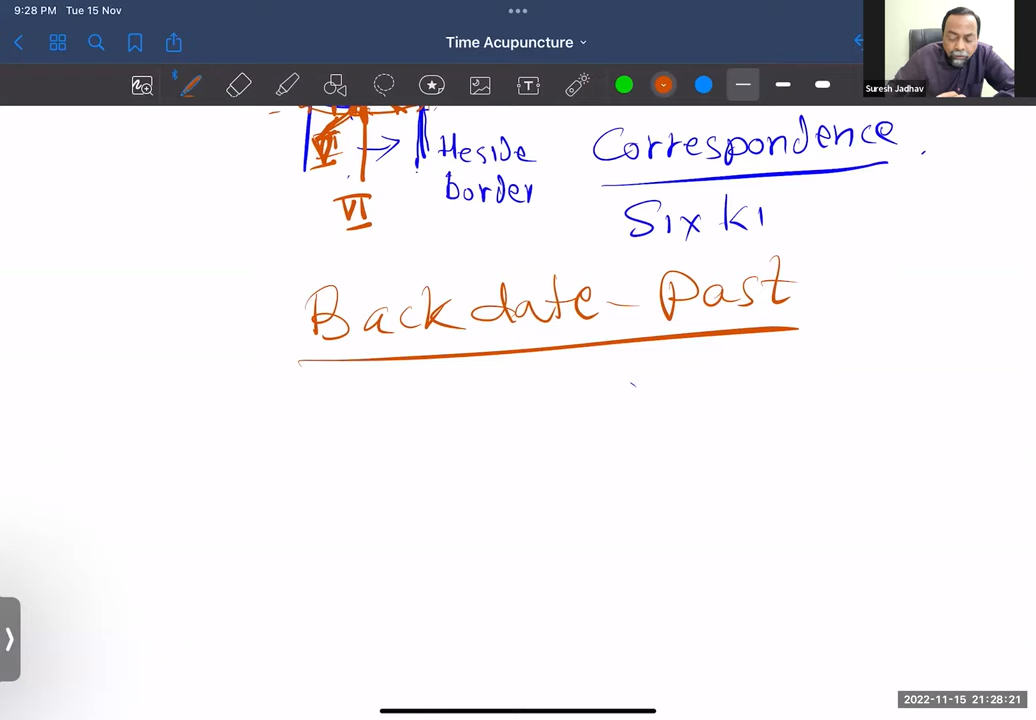 9:28 PM Tue 15 Nov
Time Acupuncture
Suresh Jadhav
Heside
border
VI
VI
Correspondence
Six ki
Backdate - Past
2022-11-15 21:28:21